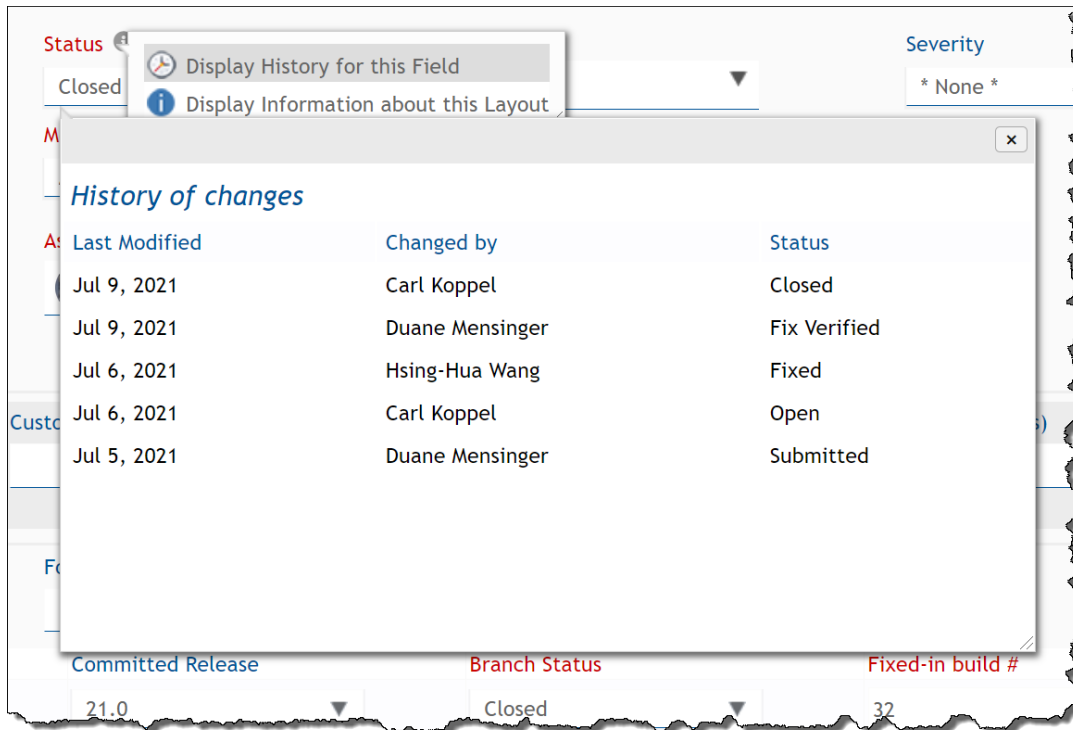 Status
Severity
Display History for this Field
Closed
* None *
Display Information about this Layout
M
History of changes
As
Last Modified Changed by Status
Jul 9, 2021 Carl Koppel Closed
Jul 9, 2021 Duane Mensinger Fix Verified
Jul 6, 2021 Hsing-Hua Wang Fixed
Jul 6, 2021 Carl Koppel Open
Custo
s)
Jul 5, 2021 Duane Mensinger Submitted
Fo
Committed Release Branch Status Fixed-in build #
21.0 Closed 32